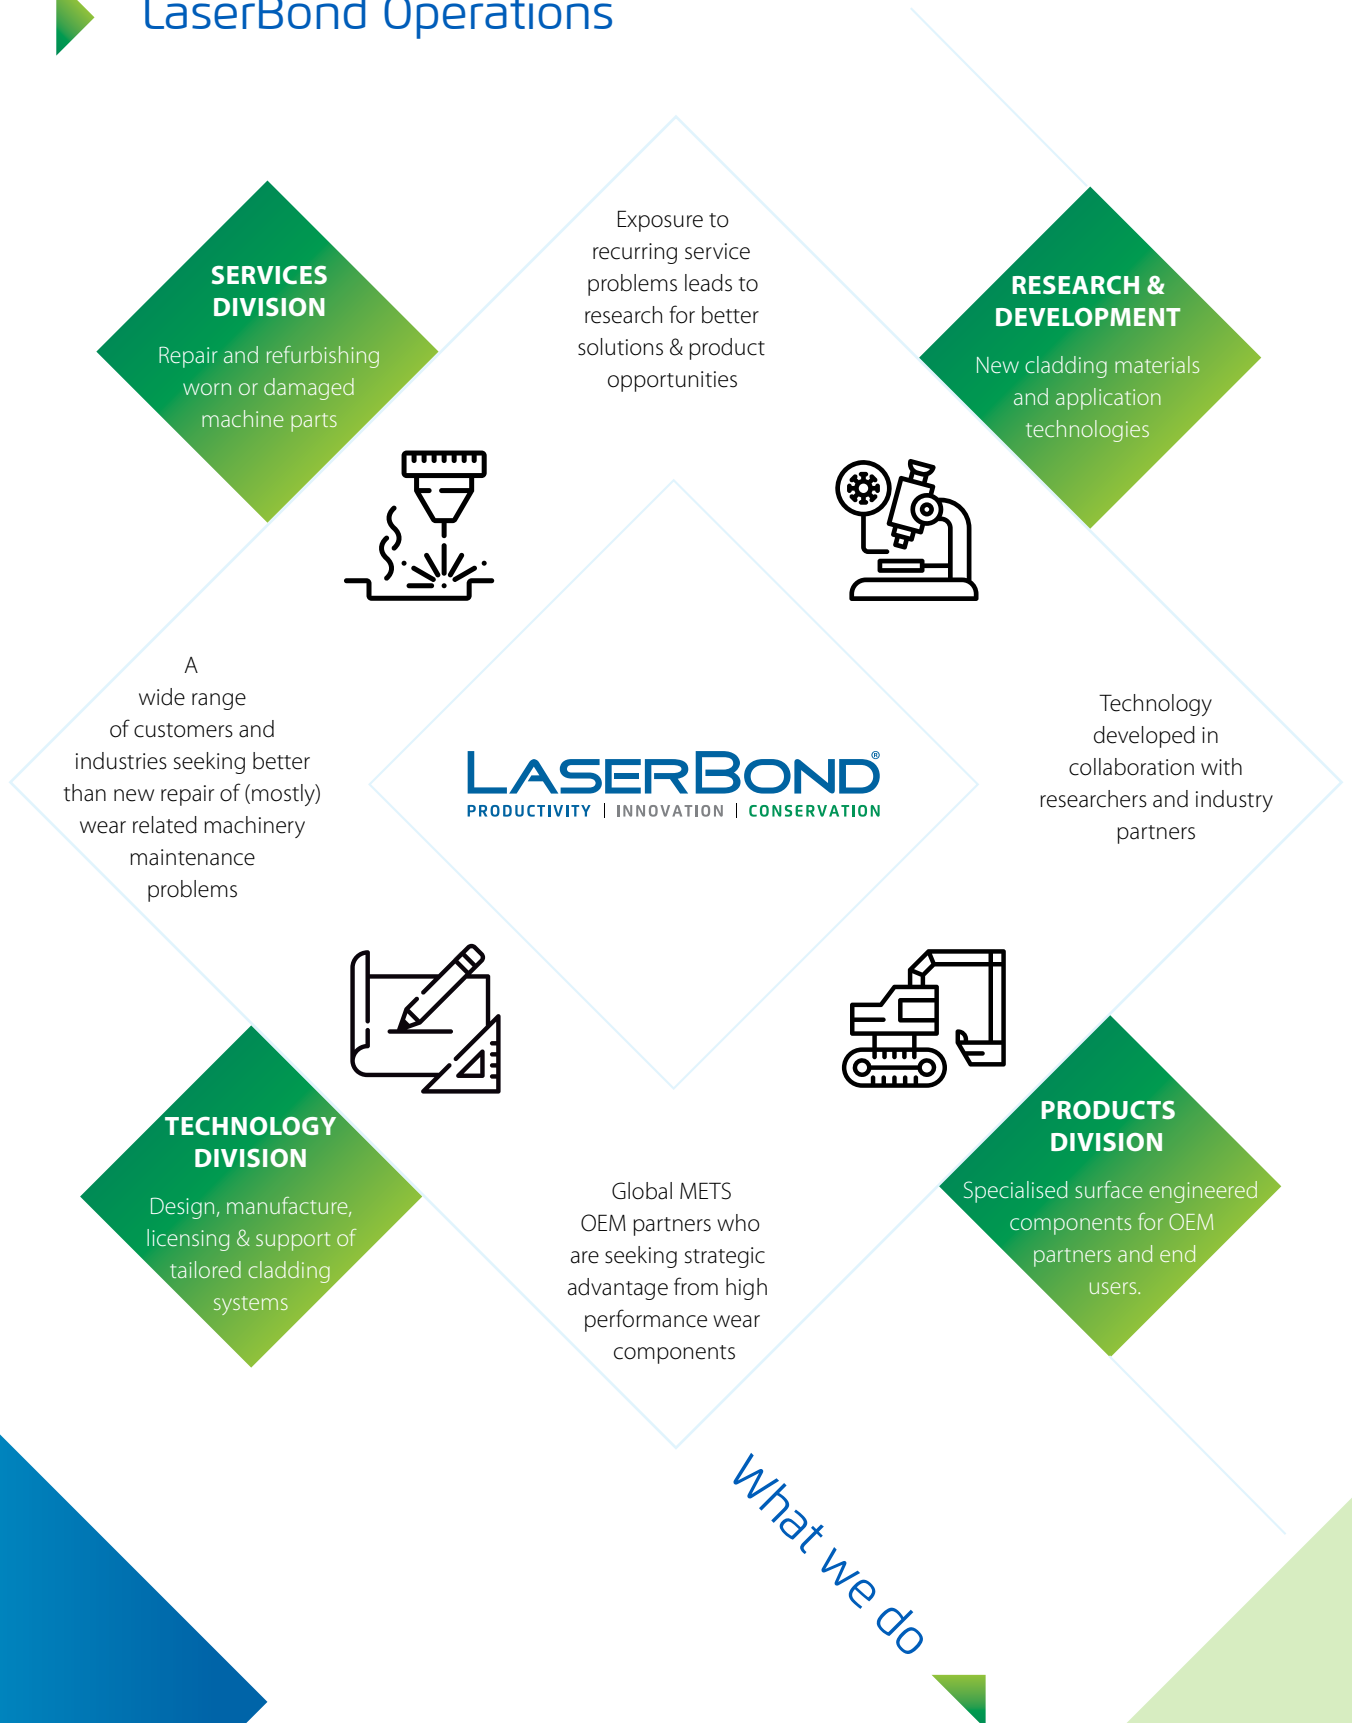 LaserBond Operations
SERVICES
DIVISION
Repair and refurbishing
worn or damaged
machine parts
Exposure to
recurring service
problems leads to
research for better
solutions & product
opportunities
RESEARCH &
DEVELOPMENT
New cladding materials
and application
technologies
A
wide range
of customers and
industries seeking better
than new repair of (mostly)
wear related machinery
maintenance
problems
LASERBOND®
PRODUCTIVITY | INNOVATION | CONSERVATION
Technology
developed in
collaboration with
researchers and industry
partners
TECHNOLOGY
DIVISION
Design, manufacture,
licensing & support of
tailored cladding
systems
Global METS
OEM partners who
are seeking strategic
advantage from high
performance wear
components
PRODUCTS
DIVISION
Specialised surface engineered
components for OEM
partners and end
users.
What we do